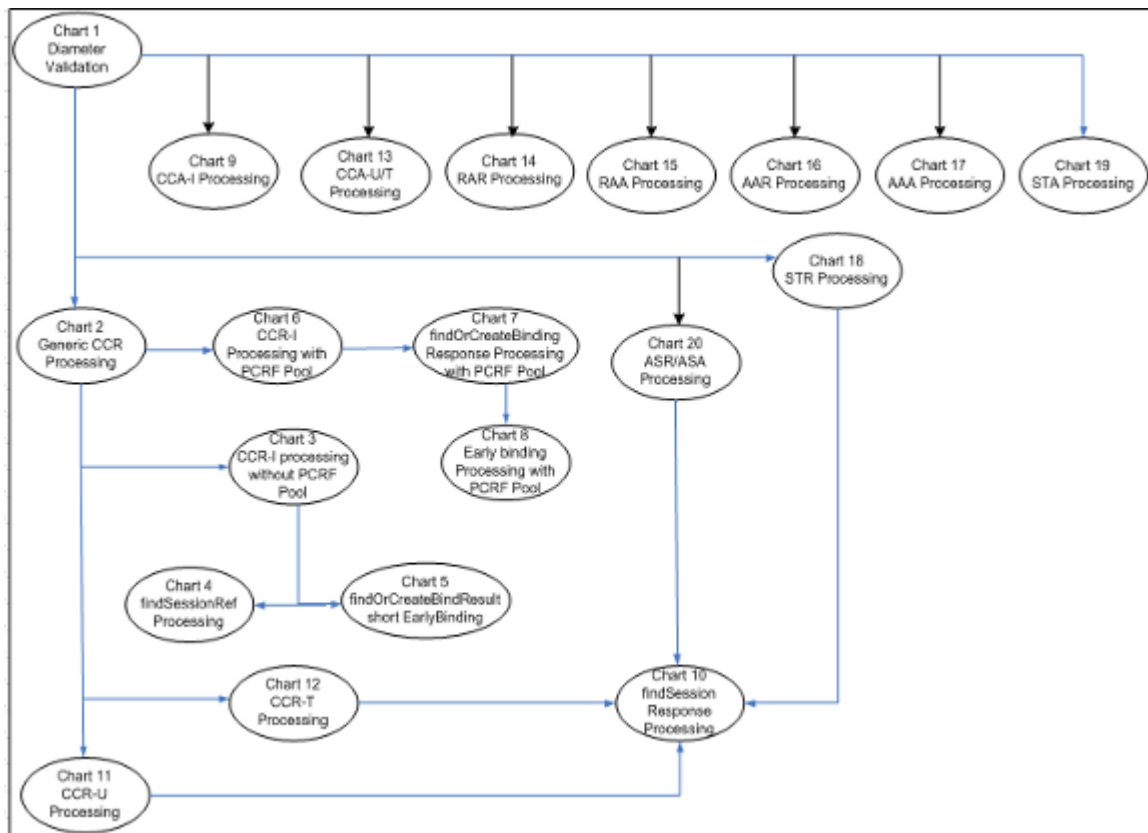 Chart 1
Diameter
Validation
Chart 9
CCA-I Processing
Chart 13
CCA-U/T
Processing
Chart 14
RAR Processing
Chart 15
RAA Processing
Chart 16
AAR Processing
Chart 17
AAA Processing
Chart 19
STA Processing
Chart 18
STR Processing
Chart 2
Generic CCR
Processing
Chart 6
CCR-I
Processing with
PCRF Pool
Chart 7
findOrCreateBinding
Response Processing
with PCRF Pool
Chart 20
ASR/ASA
Processing
Chart 3
CCR-I processing
without PCRF
Pool
Chart 8
Early binding
Processing with
PCRF Pool
Chart 4
findSessionRef
Processing
Chart 5
findOrCreateBindResult
short EarlyBinding
Chart 12
CCR-T
Processing
Chart 10
findSession
Response
Processing
Chart 11
CCR-U
Processing